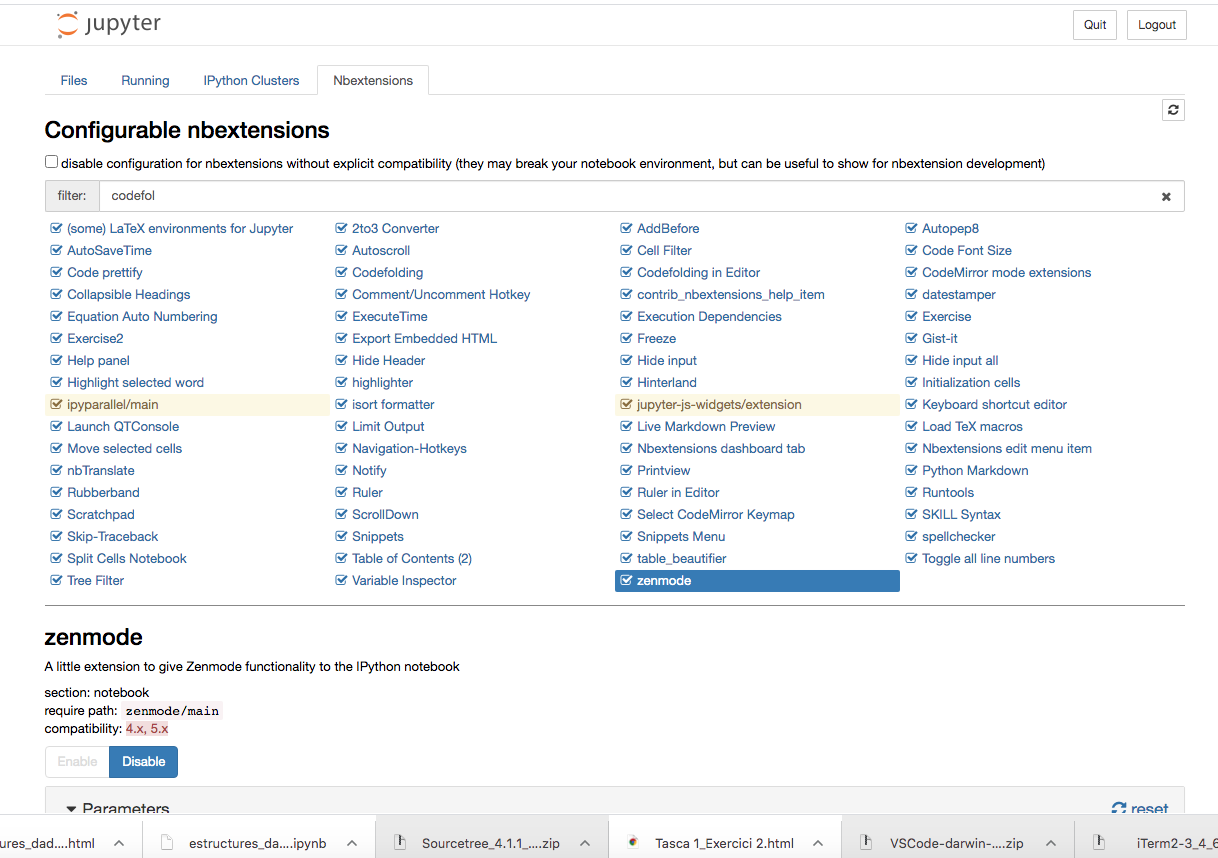 jupyter
Quit Logout
Files Running IPython Clusters Nbextensions
Configurable nbextensions
disable configuration for nbextensions without explicit compatibility (they may break your notebook environment, but can be useful to show for nbextension development)
filter: codefol
(some) LaTeX environments for Jupyter 2to3 Converter AddBefore Autopep8
AutoSaveTime Autoscroll Cell Filter Code Font Size
Code prettify Codefolding Codefolding in Editor CodeMirror mode extensions
Collapsible Headings Comment/Uncomment Hotkey contrib_nbextensions_help_item datestamper
Equation Auto Numbering ExecuteTime Execution Dependencies Exercise
Exercise2 Export Embedded HTML Freeze Gist-it
Help panel Hide Header Hide input Hide input all
Highlight selected word highlighter Hinterland Initialization cells
ipyparallel/main isort formatter jupyter-js-widgets/extension Keyboard shortcut editor
Launch QTConsole Limit Output Live Markdown Preview Load TeX macros
Move selected cells Navigation-Hotkeys Nbextensions dashboard tab Nbextensions edit menu item
nbTranslate Notify Printview Python Markdown
Rubberband Ruler Ruler in Editor Runtools
Scratchpad ScrollDown Select CodeMirror Keymap SKILL Syntax
Skip-Traceback Snippets Snippets Menu spellchecker
Split Cells Notebook Table of Contents (2) table_beautifier Toggle all line numbers
Tree Filter Variable Inspector zenmode
zenmode
A little extension to give Zenmode functionality to the IPython notebook
section: notebook
require path: zenmode/main
compatibility: 4.x, 5.x
Enable Disable
Parameters reset
ures_dad....html estructures_da....ipynb Sourcetree_4.1.1_....zip Tasca 1_Exercici 2.html VSCode-darwin-....zip iTerm2-3_4_6